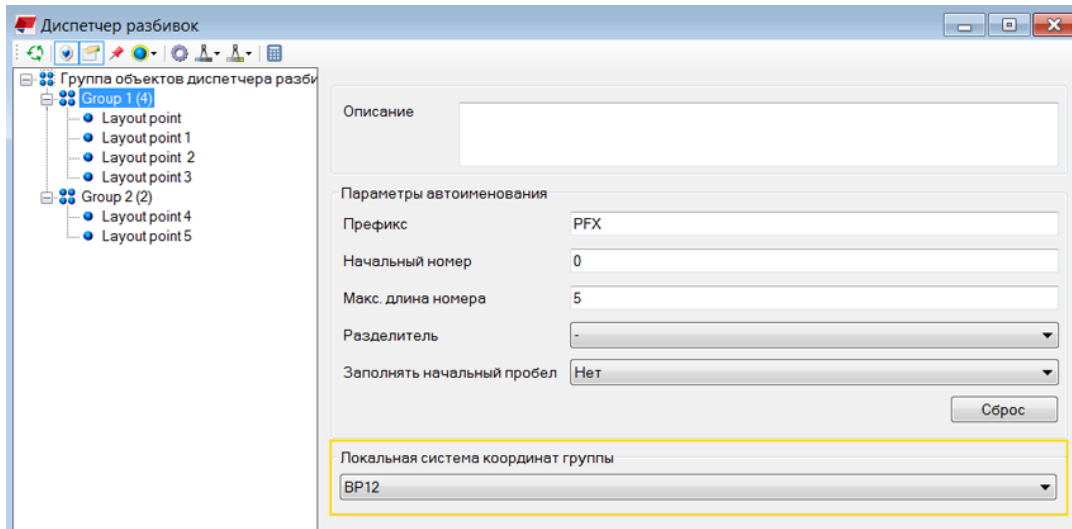 Диспетчер разбивок
Группа объектов диспетчера разби
Group 1 (4)
Layout point
Layout point 1
Layout point 2
Layout point 3
Group 2 (2)
Layout point 4
Layout point 5
Описание
Параметры автоименования
Префикс PFX
Начальный номер 0
Макс. длина номера 5
Разделитель -
Заполнять начальный пробел Нет
Сброс
Локальная система координат группы
BP12